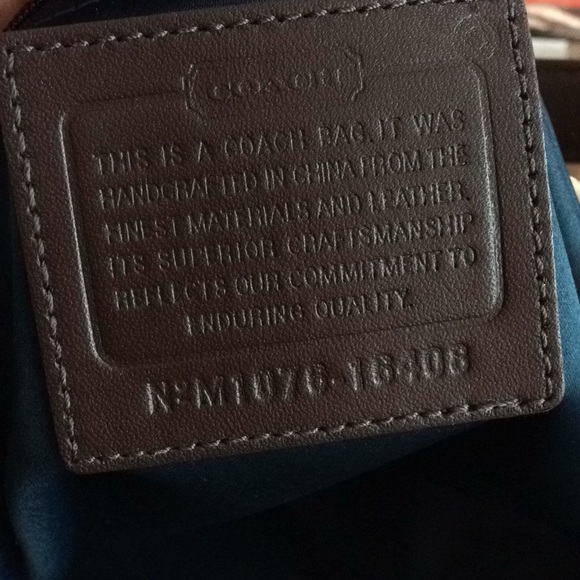 COACH
THIS IS A COACH BAG. IT WAS
HANDCRAFTED IN CHINA FROM THE
FINEST MATERIALS AND LEATHER.
ITS SUPERIOR CRAFTSMANSHIP
REFLECTS OUR COMMITMENT TO
ENDURING QUALITY.
Nº M1076-16408